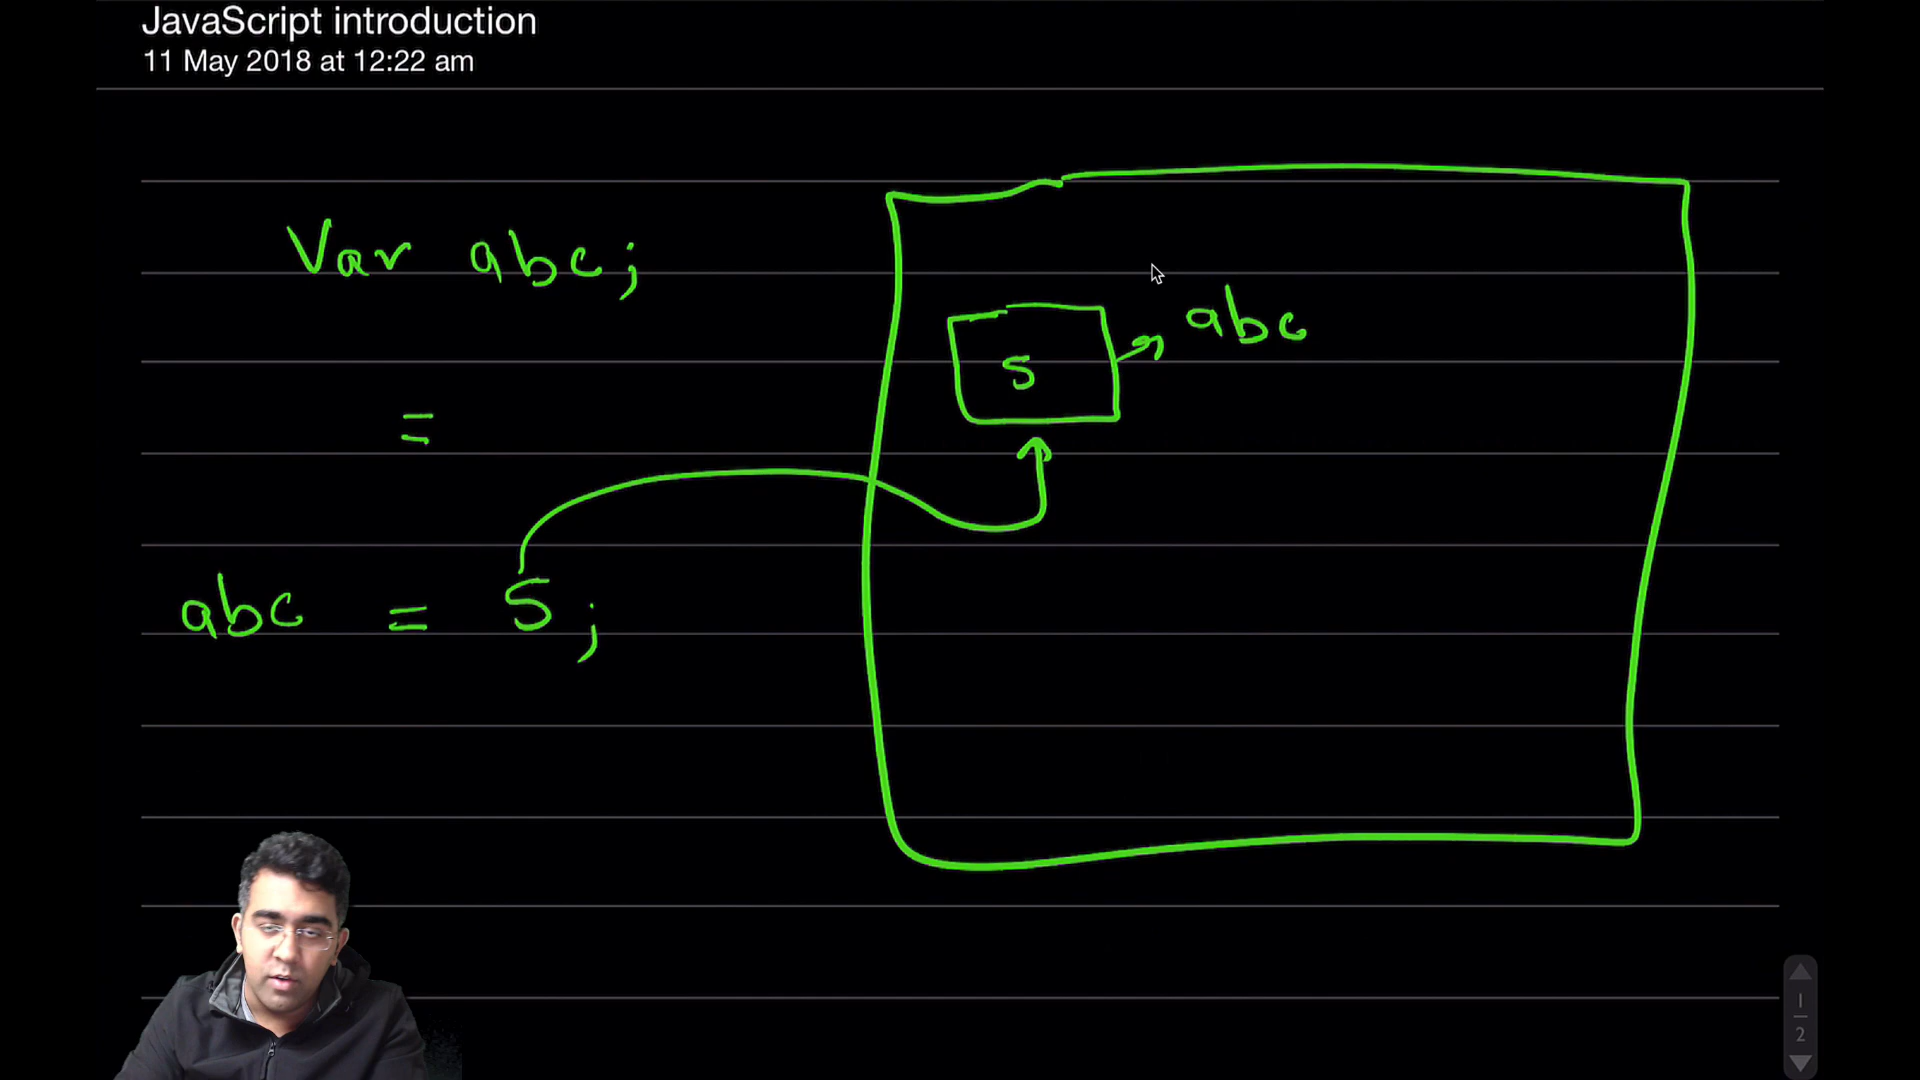 JavaScript introduction
11 May 2018 at 12:22 am
Var abc;
=
abc = 5;
5
abc
1
2